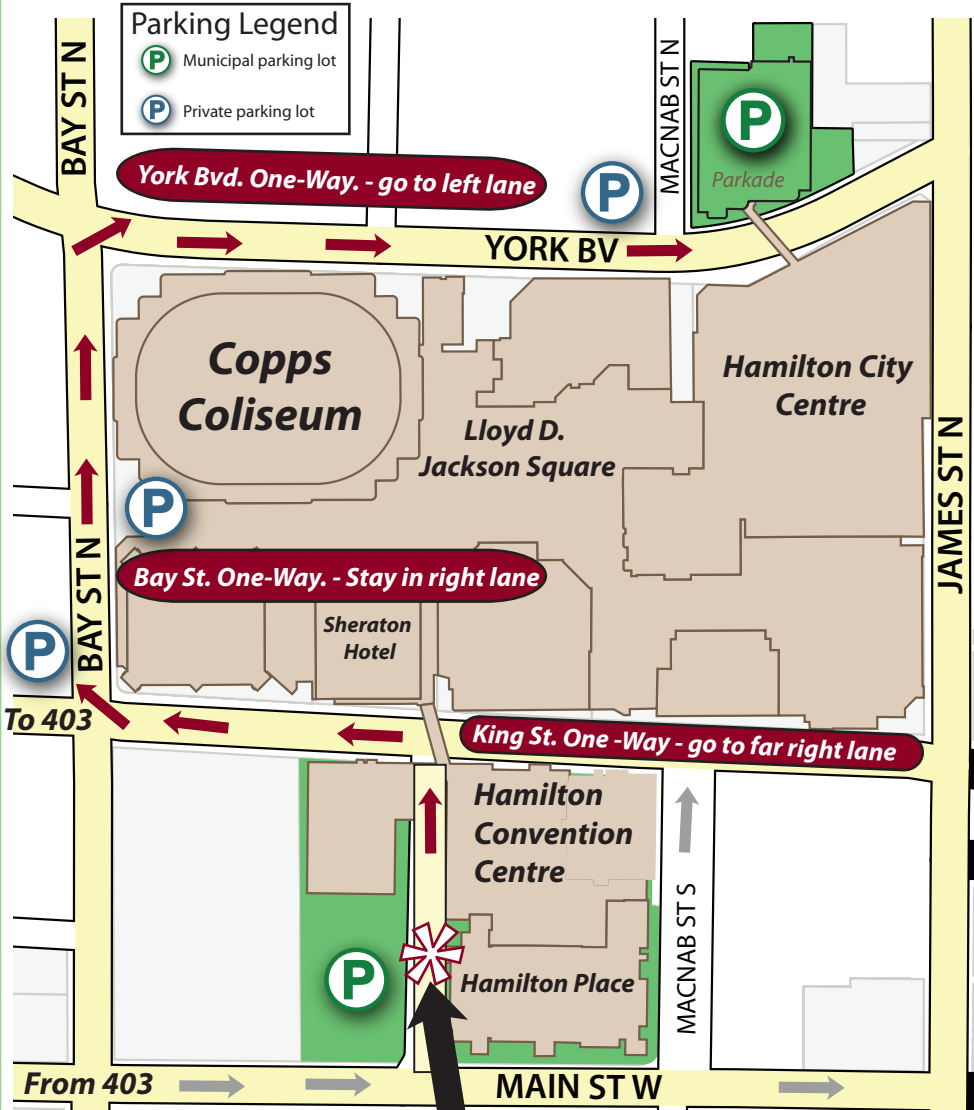 Parking Legend
P Municipal parking lot
P Private parking lot
BAY ST N
MACNAB ST N
P
Parkade
York Bvd. One-Way. - go to left lane
P
YORK BV
Copps
Coliseum
Hamilton City
Centre
Lloyd D.
Jackson Square
JAMES ST N
P
Bay St. One-Way. - Stay in right lane
BAY ST N
Sheraton
Hotel
P
To 403
King St. One -Way - go to far right lane
Hamilton
Convention
Centre
MACNAB ST S
P
Hamilton Place
From 403
MAIN ST W